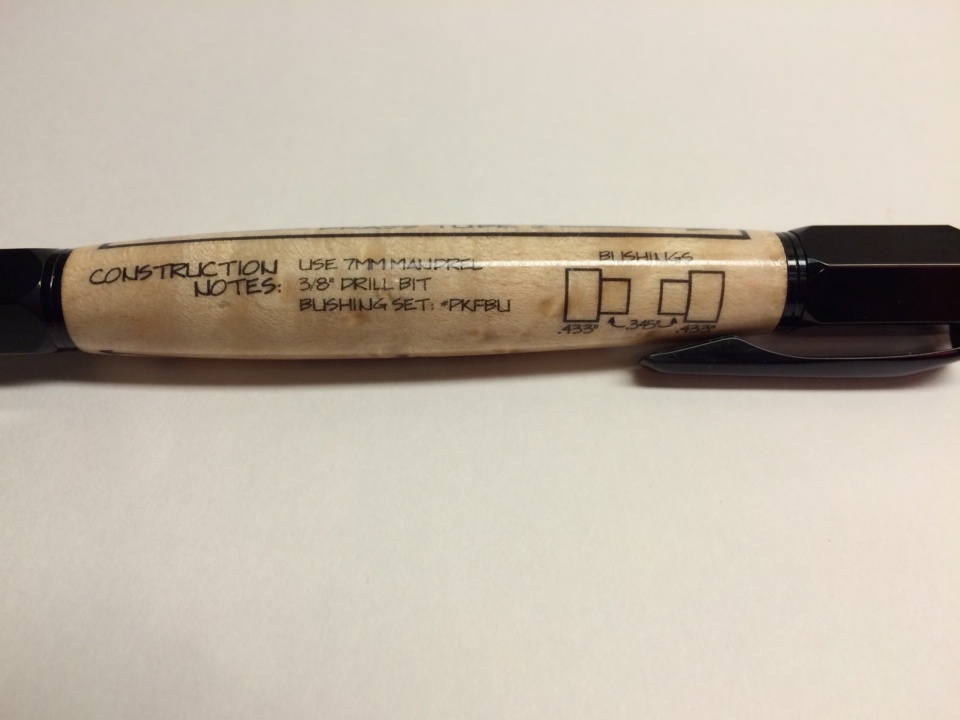 CONSTRUCTION NOTES:
USE 7MM MANDREL
3/8" DRILL BIT
BUSHING SET: #PKFBU
BUSHINGS
.433" .345" .433"